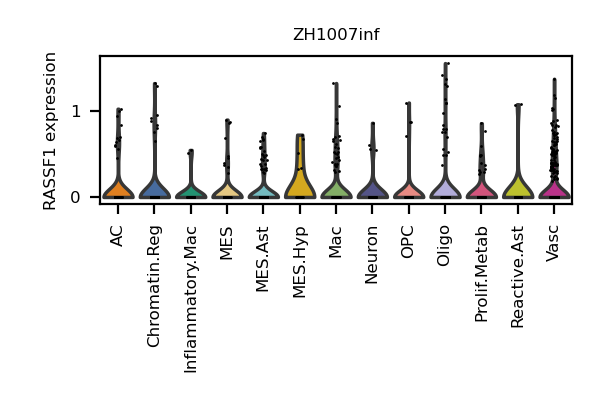 ZH1007inf
RASSF1 expression
1
0
AC
Chromatin.Reg
Inflammatory.Mac
MES
MES.Ast
MES.Hyp
Mac
Neuron
OPC
Oligo
Prolif.Metab
Reactive.Ast
Vasc